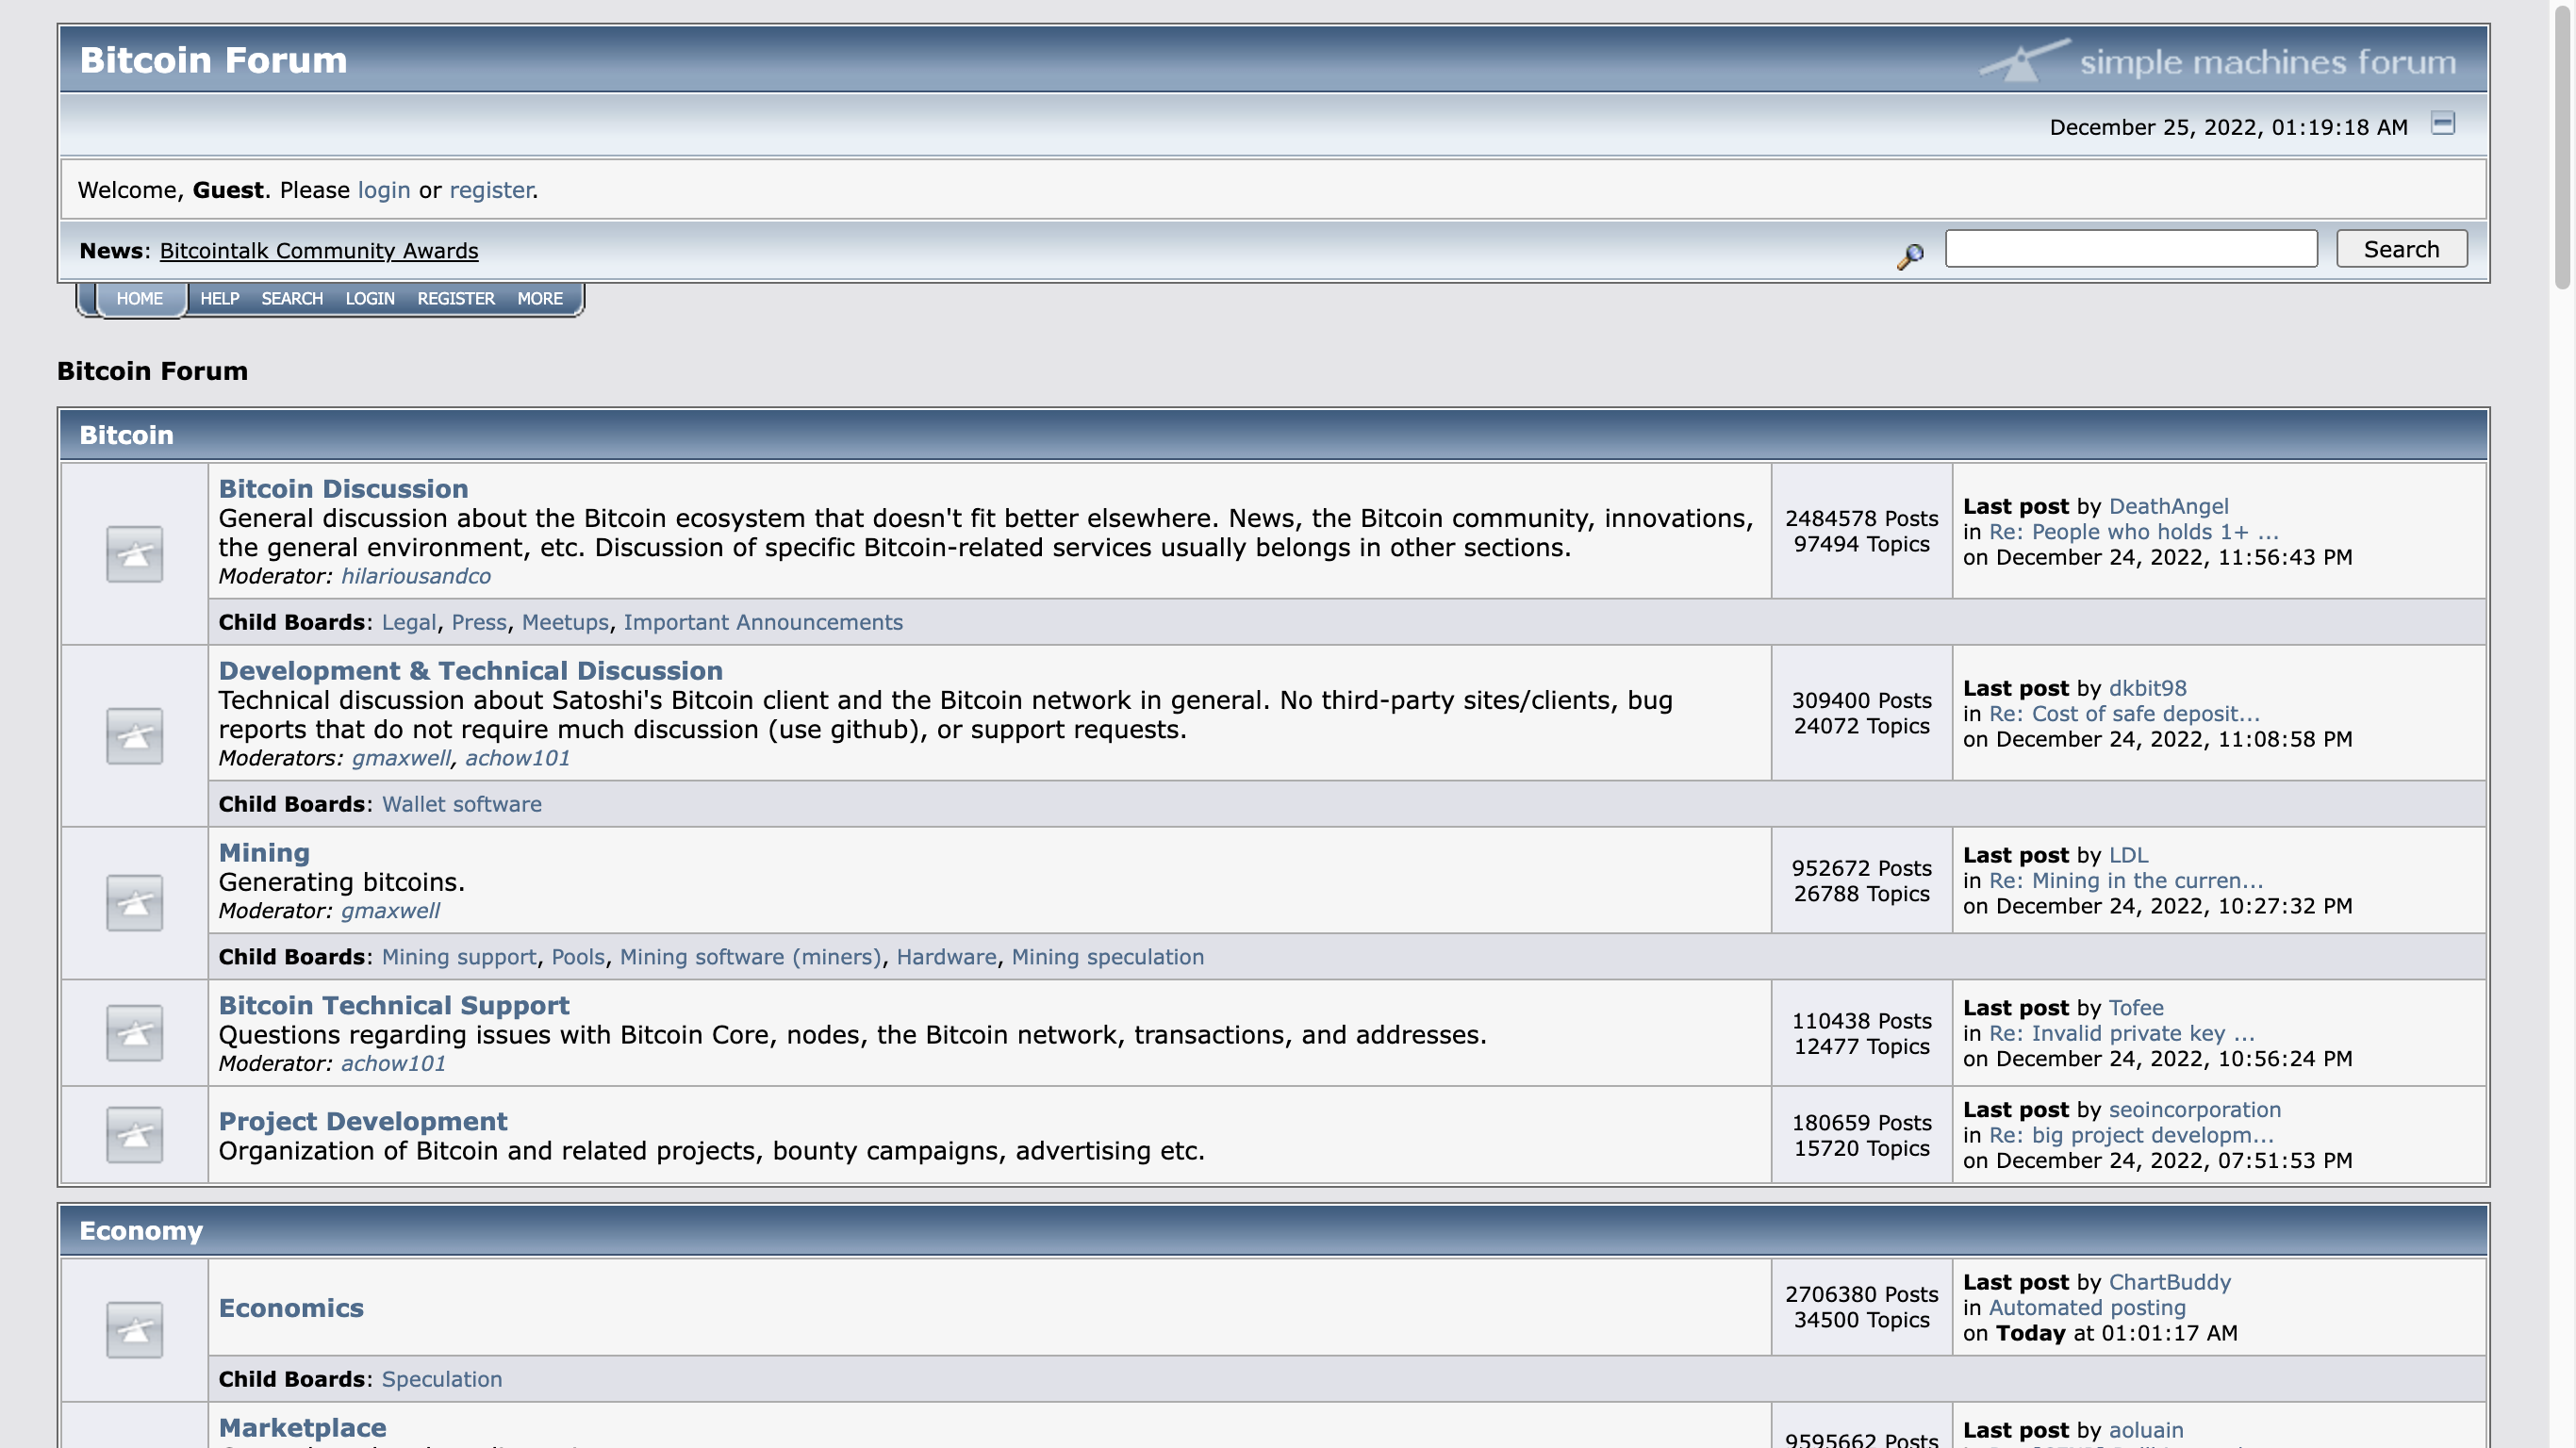 Bitcoin Forum
simple machines forum
December 25, 2022, 01:19:18 AM
Welcome, Guest. Please login or register.
News: Bitcointalk Community Awards
Search
HOME HELP SEARCH LOGIN REGISTER MORE
Bitcoin Forum
Bitcoin
Bitcoin Discussion
General discussion about the Bitcoin ecosystem that doesn't fit better elsewhere. News, the Bitcoin community, innovations,
the general environment, etc. Discussion of specific Bitcoin-related services usually belongs in other sections.
Moderator: hilariousandco
2484578 Posts
97494 Topics
Last post by DeathAngel
in Re: People who holds 1+ ...
on December 24, 2022, 11:56:43 PM
Child Boards: Legal, Press, Meetups, Important Announcements
Development & Technical Discussion
Technical discussion about Satoshi's Bitcoin client and the Bitcoin network in general. No third-party sites/clients, bug
reports that do not require much discussion (use github), or support requests.
Moderators: gmaxwell, achow101
309400 Posts
24072 Topics
Last post by dkbit98
in Re: Cost of safe deposit...
on December 24, 2022, 11:08:58 PM
Child Boards: Wallet software
Mining
Generating bitcoins.
Moderator: gmaxwell
952672 Posts
26788 Topics
Last post by LDL
in Re: Mining in the curren...
on December 24, 2022, 10:27:32 PM
Child Boards: Mining support, Pools, Mining software (miners), Hardware, Mining speculation
Bitcoin Technical Support
Questions regarding issues with Bitcoin Core, nodes, the Bitcoin network, transactions, and addresses.
Moderator: achow101
110438 Posts
12477 Topics
Last post by Tofee
in Re: Invalid private key ...
on December 24, 2022, 10:56:24 PM
Project Development
Organization of Bitcoin and related projects, bounty campaigns, advertising etc.
180659 Posts
15720 Topics
Last post by seoincorporation
in Re: big project developm...
on December 24, 2022, 07:51:53 PM
Economy
Economics
2706380 Posts
34500 Topics
Last post by ChartBuddy
in Automated posting
on Today at 01:01:17 AM
Child Boards: Speculation
Marketplace
9595662 Posts
Last post by aoluain